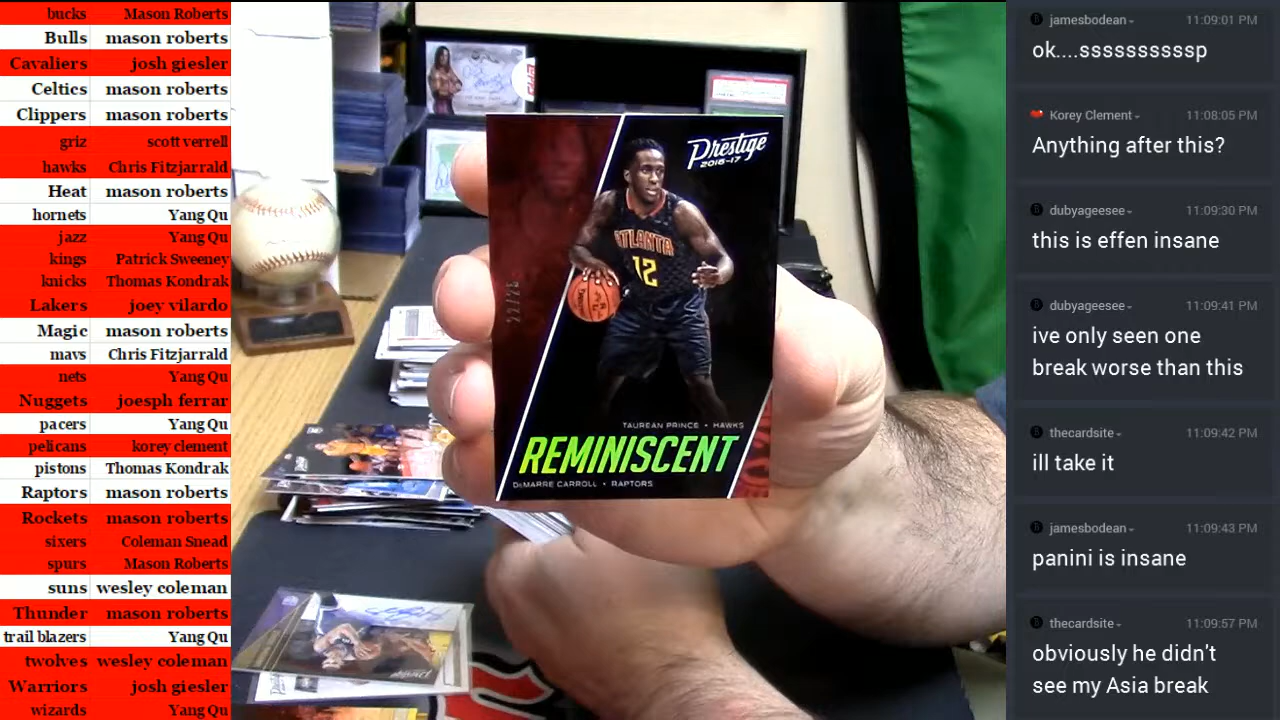 bucks Mason Roberts
Bulls mason roberts
Cavaliers josh giesler
Celtics mason roberts
Clippers mason roberts
griz scott verrell
hawks Chris Fitzjarrald
Heat mason roberts
hornets Yang Qu
jazz Yang Qu
kings Patrick Sweeney
knicks Thomas Kondrak
Lakers joey vilardo
Magic mason roberts
mavs Chris Fitzjarrald
nets Yang Qu
Nuggets joesph ferrar
pacers Yang Qu
pelicans korey clement
pistons Thomas Kondrak
Raptors mason roberts
Rockets mason roberts
sixers Coleman Snead
spurs Mason Roberts
suns wesley coleman
Thunder mason roberts
trail blazers Yang Qu
twolves wesley coleman
Warriors josh giesler
wizards Yang Qu
Prestige
2016-17
ATLANTA
12
TAUREAN PRINCE • HAWKS
REMINISCENT
DeMARRE CARROLL • RAPTORS
jamesbodean 11:09:01 PM
ok....ssssssssssp
Korey Clement 11:08:05 PM
Anything after this?
dubyageesee 11:09:30 PM
this is effen insane
dubyageesee 11:09:41 PM
ive only seen one
break worse than this
thecardsite 11:09:42 PM
ill take it
jamesbodean 11:09:43 PM
panini is insane
thecardsite 11:09:57 PM
obviously he didn't
see my Asia break